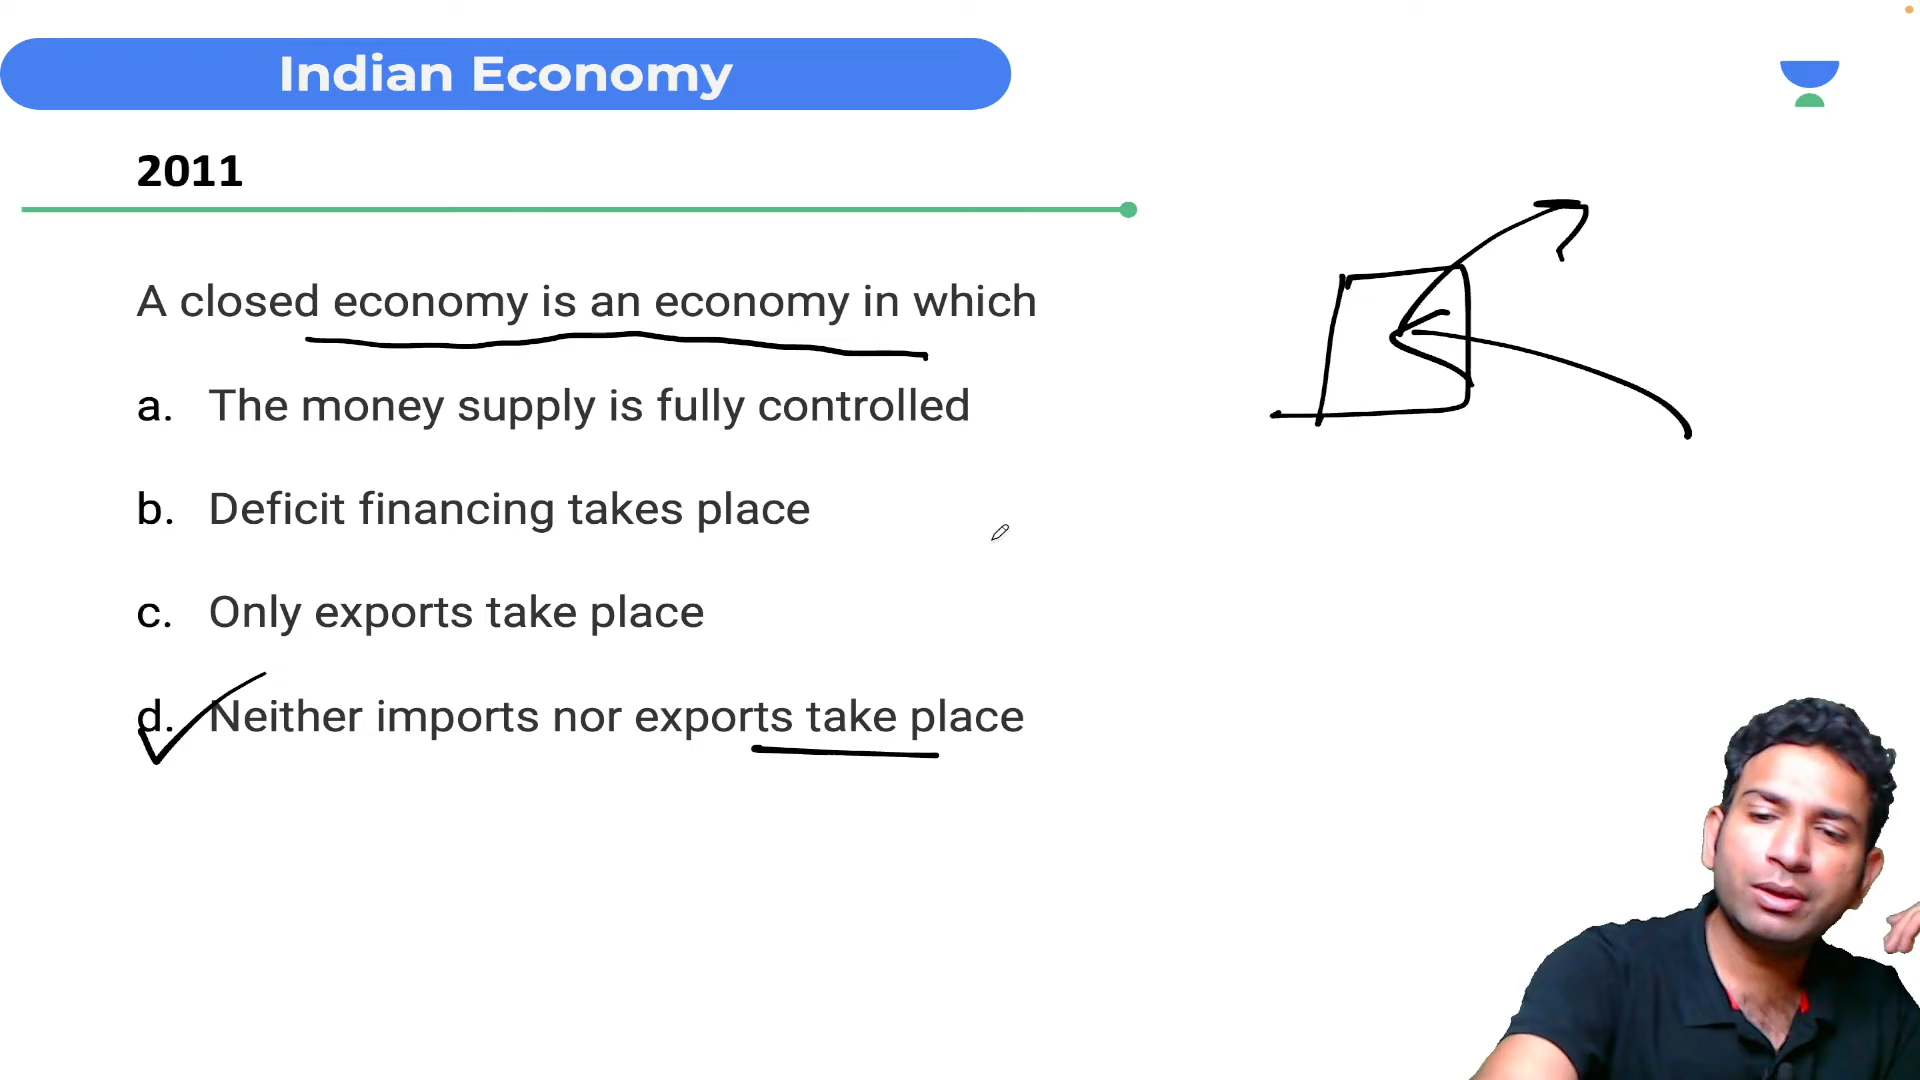 Indian Economy
2011
A closed economy is an economy in which
a. The money supply is fully controlled
b. Deficit financing takes place
c. Only exports take place
d. Neither imports nor exports take place